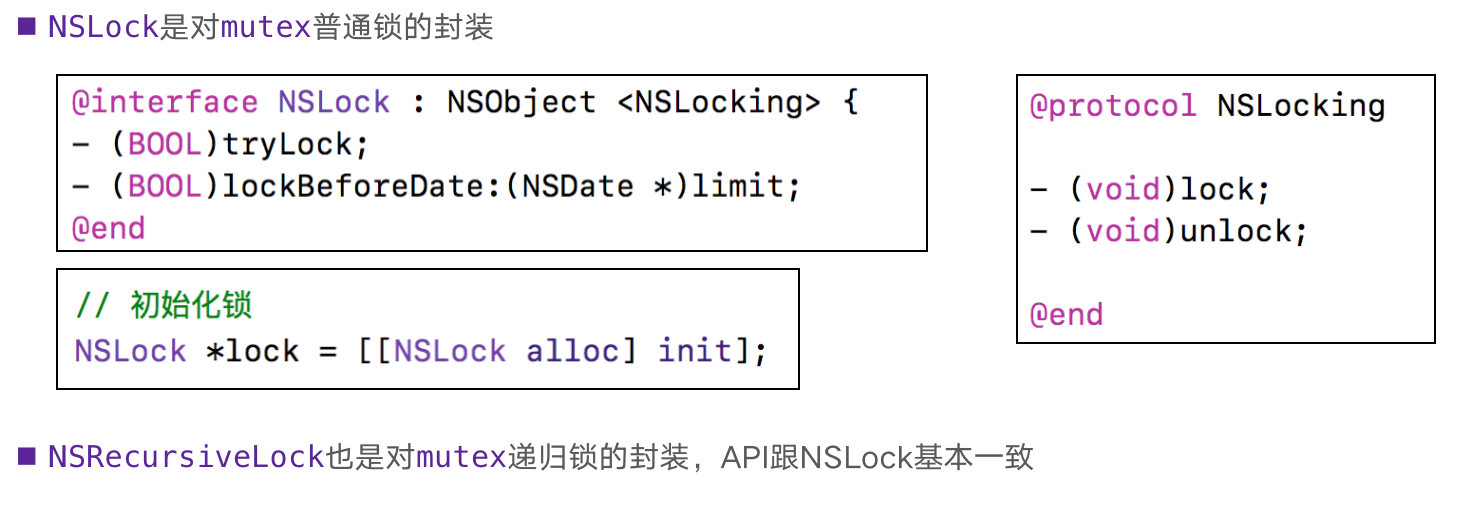 NSLock是对mutex普通锁的封装
@interface NSLock : NSObject <NSLocking> {
- (BOOL)tryLock;
- (BOOL)lockBeforeDate:(NSDate *)limit;
@end
@protocol NSLocking
- (void)lock;
- (void)unlock;
@end
// 初始化锁
NSLock *lock = [[NSLock alloc] init];
NSRecursiveLock也是对mutex递归锁的封装，API跟NSLock基本一致